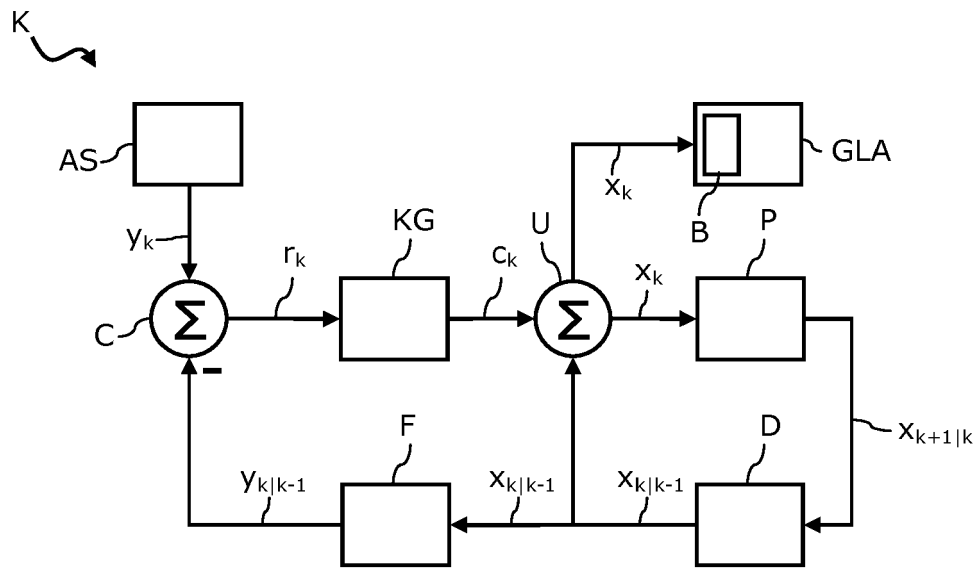 K
AS
GLA
x_k
B
y_k
KG
U
P
r_k
c_k
x_k
C
Σ
Σ
−
x_{k+1|k}
F
D
y_{k|k-1}
x_{k|k-1}
x_{k|k-1}